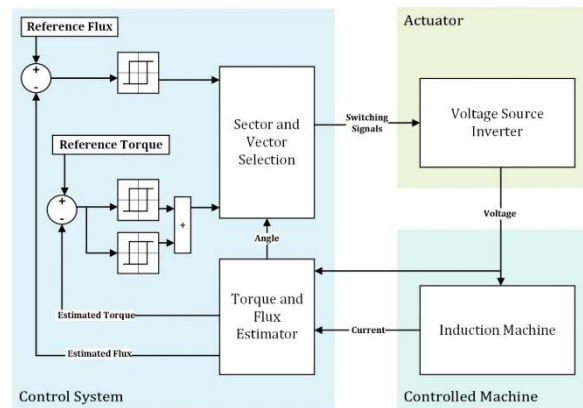 Reference Flux
Actuator
+
-
Switching
Signals
Sector and
Vector
Selection
Voltage Source
Inverter
Reference Torque
+
-
+
Voltage
Angle
Torque and
Flux
Estimator
Induction Machine
Estimated Torque
Current
Estimated Flux
Control System
Controlled Machine